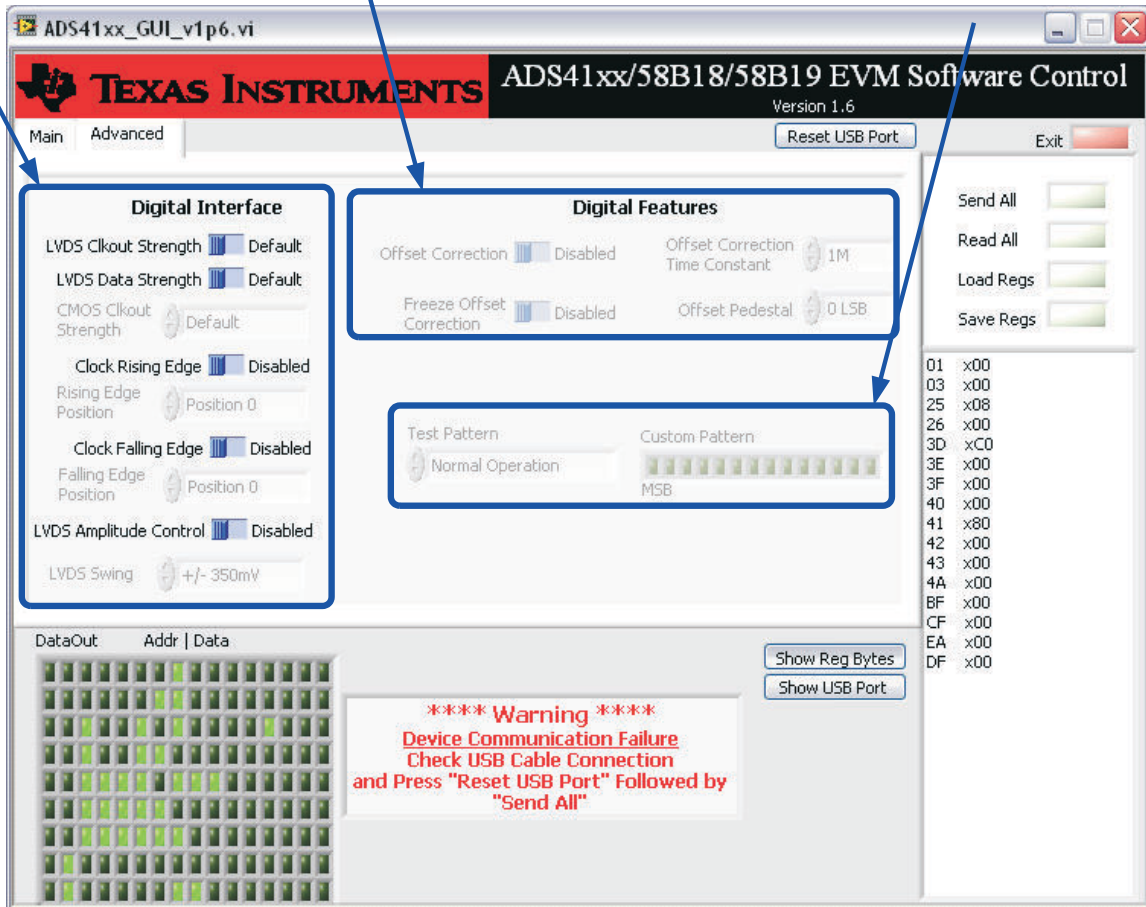 ADS41xx_GUI_v1p6.vi
TEXAS INSTRUMENTS
ADS41xx/58B18/58B19 EVM Software Control
Version 1.6
Main Advanced
Reset USB Port
Exit
Digital Interface
LVDS Clkout Strength Default
LVDS Data Strength Default
CMOS Clkout
Strength
Default
Clock Rising Edge Disabled
Rising Edge
Position
Position 0
Clock Falling Edge Disabled
Falling Edge
Position
Position 0
LVDS Amplitude Control Disabled
LVDS Swing +/- 350mV
Digital Features
Offset Correction Disabled
Offset Correction
Time Constant
1M
Freeze Offset
Correction
Disabled
Offset Pedestal 0 LSB
Test Pattern
Normal Operation
Custom Pattern
MSB
Send All
Read All
Load Regs
Save Regs
01 x00
03 x00
25 x08
26 x00
3D xC0
3E x00
3F x00
40 x00
41 x80
42 x00
43 x00
4A x00
BF x00
CF x00
EA x00
DF x00
DataOut Addr | Data
Show Reg Bytes
Show USB Port
**** Warning ****
Device Communication Failure
Check USB Cable Connection
and Press "Reset USB Port" Followed by
"Send All"